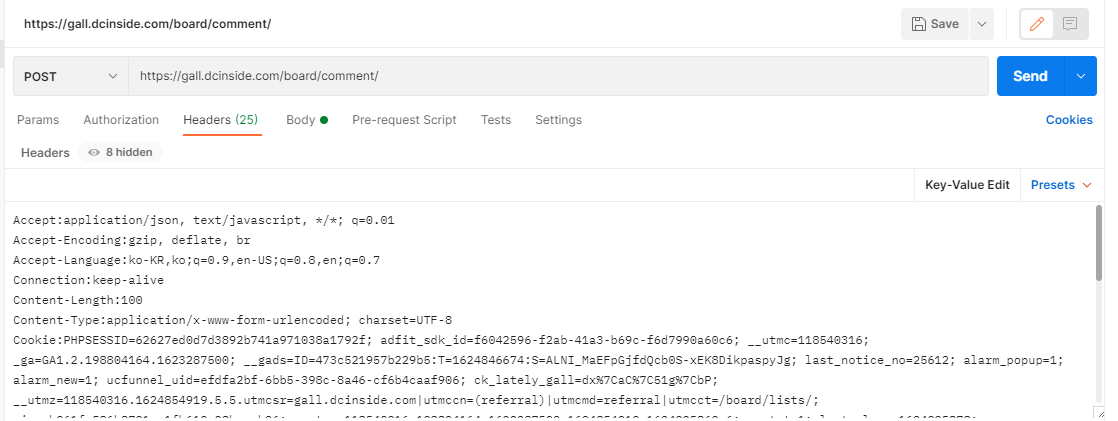 https://gall.dcinside.com/board/comment/
Save
POST
https://gall.dcinside.com/board/comment/
Send
Params Authorization Headers (25) Body Pre-request Script Tests Settings Cookies
Headers 8 hidden
Key-Value Edit Presets
Accept:application/json, text/javascript, */*; q=0.01
Accept-Encoding:gzip, deflate, br
Accept-Language:ko-KR,ko;q=0.9,en-US;q=0.8,en;q=0.7
Connection:keep-alive
Content-Length:100
Content-Type:application/x-www-form-urlencoded; charset=UTF-8
Cookie:PHPSESSID=62627ed0d7d3892b741a971038a1792f; adfit_sdk_id=f6042596-f2ab-41a3-b69c-f6d7990a60c6; __utmc=118540316;
_ga=GA1.2.198804164.1623287500; __gads=ID=473c521957b229b5:T=1624846674:S=ALNI_MaEFpGjfdQcb0S-xEK8DikpaspyJg; last_notice_no=25612; alarm_popup=1;
alarm_new=1; ucfunnel_uid=efdfa2bf-6bb5-398c-8a46-cf6b4caaf906; ck_lately_gall=dx%7CaC%7C51g%7CbP;
__utmz=118540316.1624854919.5.5.utmcsr=gall.dcinside.com|utmccn=(referral)|utmcmd=referral|utmcct=/board/lists/;